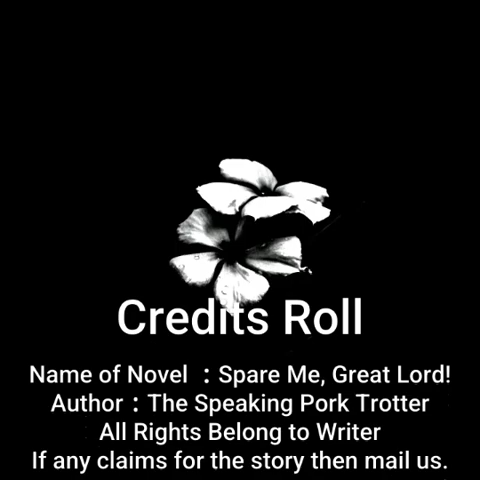 Credits Roll
Name of Novel : Spare Me, Great Lord!
Author : The Speaking Pork Trotter
All Rights Belong to Writer
If any claims for the story then mail us.